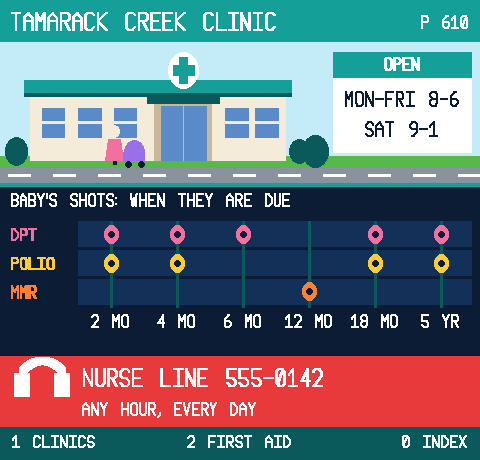 TAMARACK CREEK CLINIC P 610
OPEN
MON-FRI 8-6
SAT 9-1
BABY'S SHOTS: WHEN THEY ARE DUE
DPT
POLIO
MMR
2 MO 4 MO 6 MO 12 MO 18 MO 5 YR
NURSE LINE 555-0142
ANY HOUR, EVERY DAY
1 CLINICS 2 FIRST AID 0 INDEX